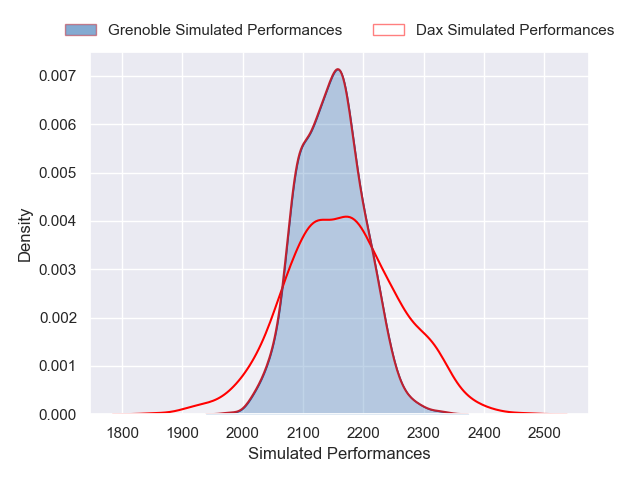 Grenoble Simulated Performances Dax Simulated Performances
0.007
0.006
0.005
0.004
0.003
0.002
0.001
0.000
Density
1800 1900 2000 2100 2200 2300 2400 2500
Simulated Performances